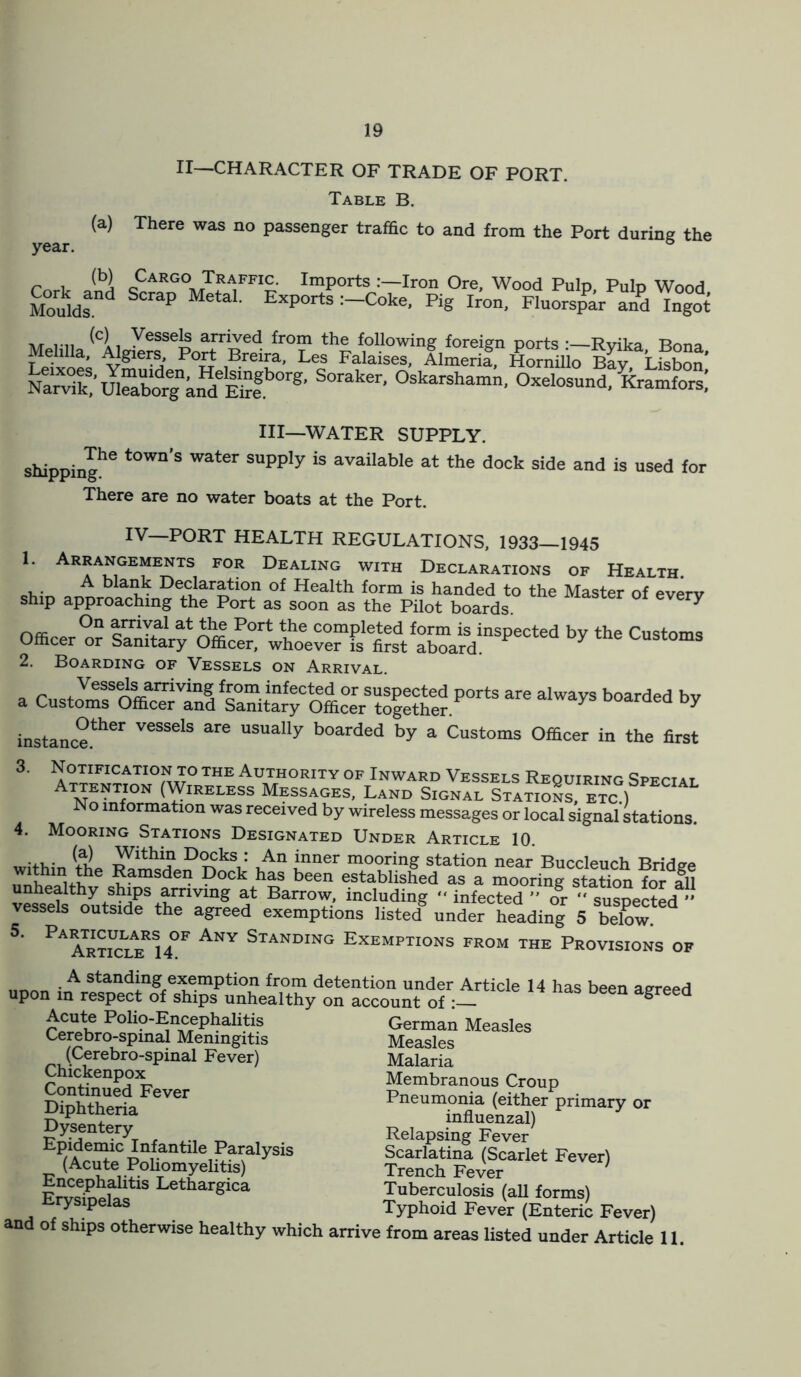 19
II—CHARACTER OF TRADE OF PORT.
Table B.
(a) There was no passenger traffic to and from the Port during the
year.
(b) Cargo Traffic. Imports :—Iron Ore, Wood Pulp, Pulp Wood,
Cork and Scrap Metal. Exports :—Coke, Pig Iron, Fluorspar and Ingot
Moulds.
(c) Vessels arrived from the following foreign ports :—Ryika, Bona,
Melilla, Algiers, Port Breira, Les Falaises, Almeria, Hornillo Bay, Lisbon,
Leixoes, Ymuiden, Helsingborg, Soraker, Oskarshamn, Oxelosund, Kramfors,
Narvik, Uleaborg and Eire.
III—WATER SUPPLY.
The town's water supply is available at the dock side and is used for
shipping.
There are no water boats at the Port.
IV—PORT HEALTH REGULATIONS, 1933—1945
1. Arrangements for Dealing with Declarations of Health.
A blank Declaration of Health form is handed to the Master of every
ship approaching the Port as soon as the Pilot boards.
On arrival at the Port the completed form is inspected by the Customs
Officer or Sanitary Officer, whoever is first aboard.
2. Boarding of Vessels on Arrival.
Vessels arriving from infected or suspected ports are always boarded by
a Customs Officer and Sanitary Officer together.
Other vessels are usually boarded by a Customs Officer in the first
instance.
3. Notification to the Authority of Inward Vessels Requiring Special
Attention (Wireless Messages, Land Signal Stations, etc.)
No information was received by wireless messages or local signal stations.
4. Mooring Stations Designated Under Article 10.
(a) Within Docks : An inner mooring station near Buccleuch Bridge
within the Ramsden Dock has been established as a mooring station for all
unhealthy ships arriving at Barrow, including "infected" or "suspected"
vessels outside the agreed exemptions listed under heading 5 below.
5. Particulars of Any Standing Exemptions from the Provisions of
Article 14.
A standing exemption from detention under Article 14 has been agreed
upon in respect of ships unhealthy on account of :—
Acute Polio-Encephalitis
Cerebro-spinal Meningitis
(Cerebro-spinal Fever)
Chickenpox
Continued Fever
Diphtheria
Dysentery
Epidemic Infantile Paralysis
(Acute Poliomyelitis)
Encephalitis Lethargica
Erysipelas
German Measles
Measles
Malaria
Membranous Croup
Pneumonia (either primary or
influenzal)
Relapsing Fever
Scarlatina (Scarlet Fever)
Trench Fever
Tuberculosis (all forms)
Typhoid Fever (Enteric Fever)
and of ships otherwise healthy which arrive from areas listed under Article 11.